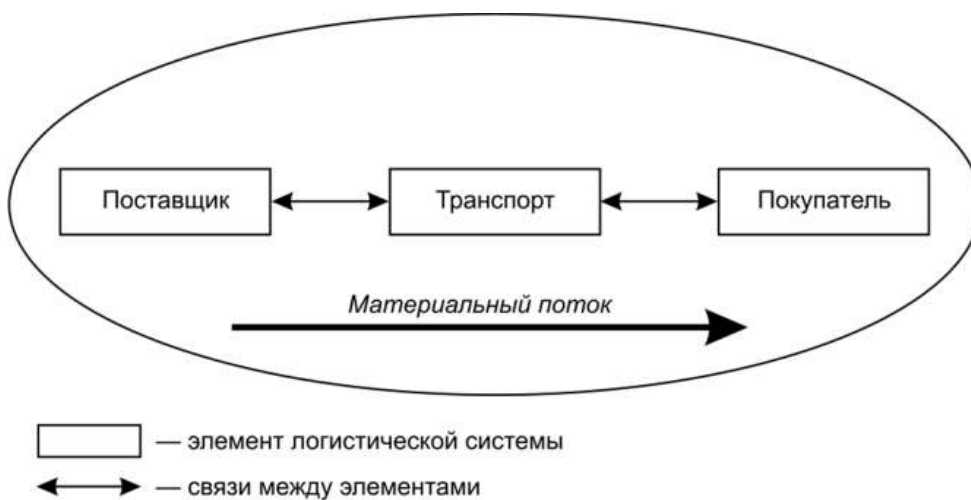 Поставщик
Транспорт
Покупатель
Материальный поток
— элемент логистической системы
— связи между элементами